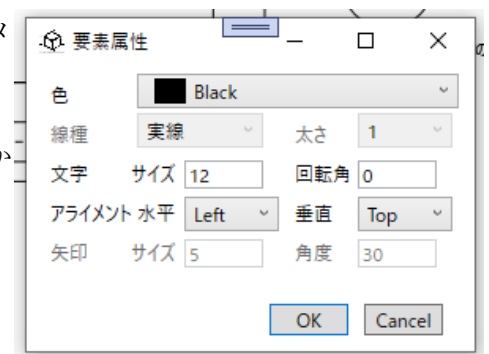 要素属性
色 Black
線種 実線 太さ 1
文字 サイズ 12 回転角 0
アライメント 水平 Left 垂直 Top
矢印 サイズ 5 角度 30
OK Cancel
か